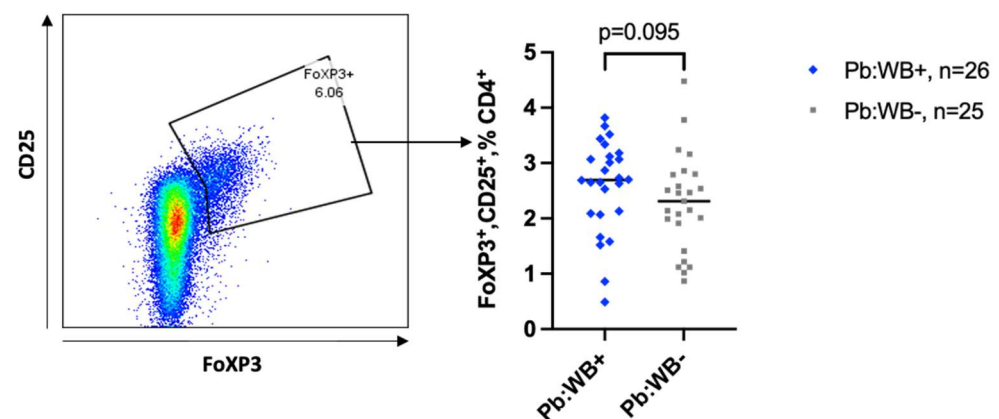 CD25
FoXP3+
6.06
FoXP3
FoXP3⁺,CD25⁺,% CD4⁺
p=0.095
5
4
3
2
1
0
Pb:WB+
Pb:WB-
Pb:WB+, n=26
Pb:WB-, n=25